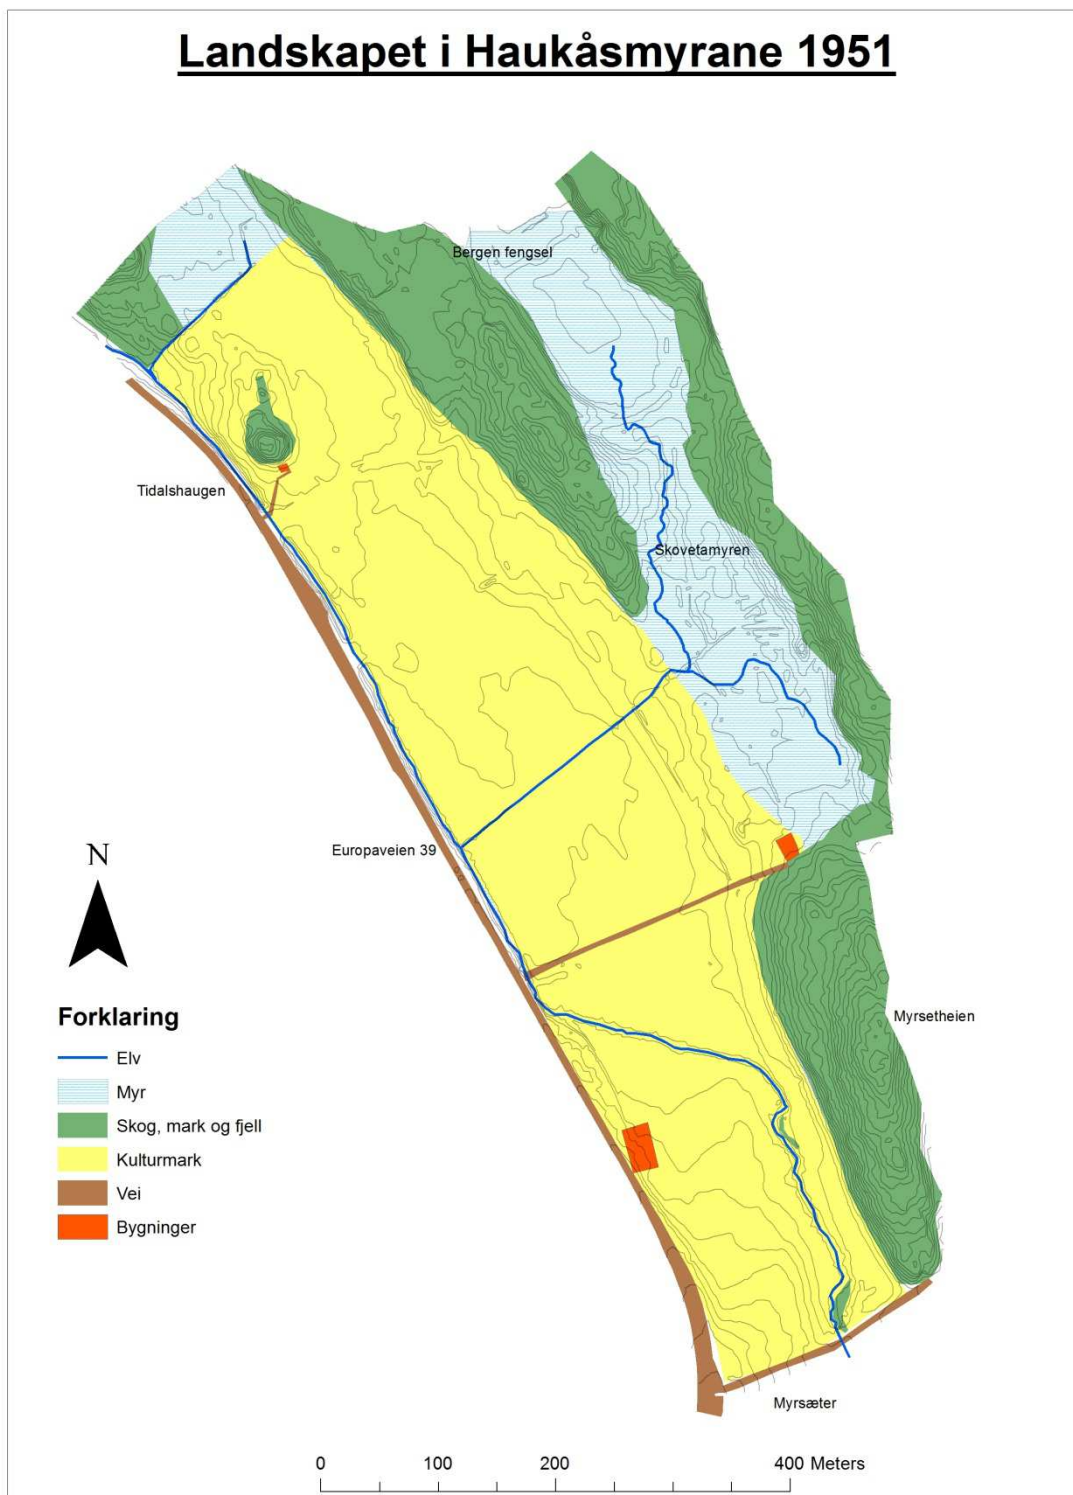 Landskapet i Haukåsmyrane 1951
Bergen fengsel
Tidalshaugen
Skovetamyren
Europaveien 39
N
Myrsetheien
Forklaring
Elv
Myr
Skog, mark og fjell
Kulturmark
Vei
Bygninger
Myrsæter
0 100 200 400 Meters